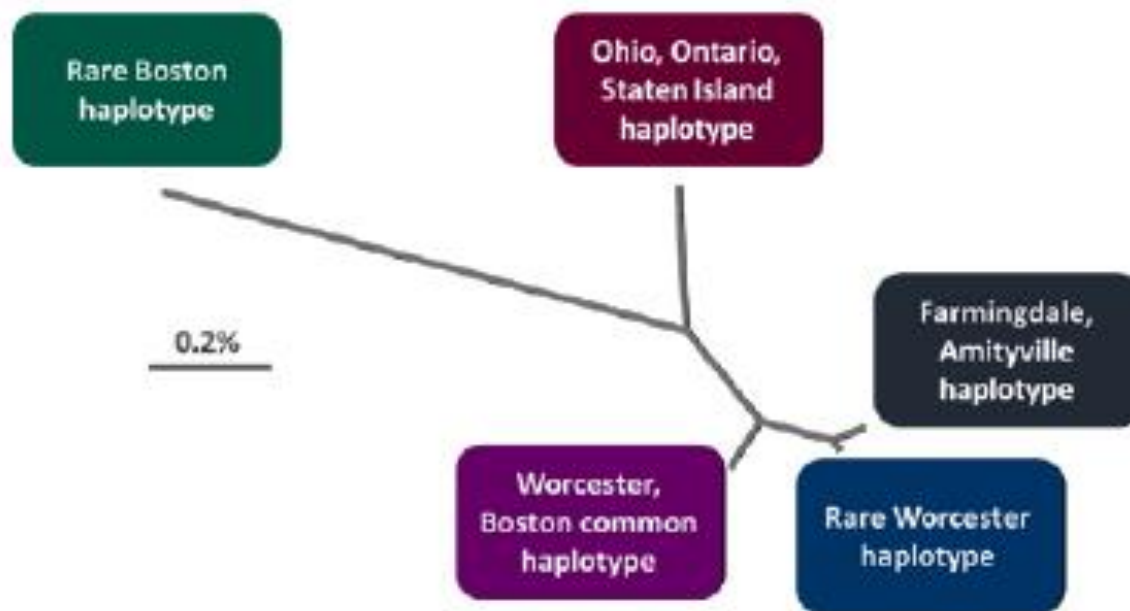 Rare Boston
haplotype
Ohio, Ontario,
Staten Island
haplotype
0.2%
Farmingdale,
Amityville
haplotype
Worcester,
Boston common
haplotype
Rare Worcester
haplotype